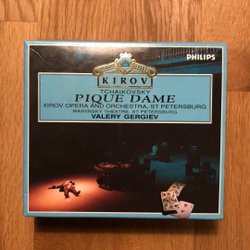 PHILIPS
KIROV
TCHAIKOVSKY
PIQUE DAME
KIROV OPERA AND ORCHESTRA, ST PETERSBURG
MARIINSKY THEATRE, ST PETERSBURG
VALERY GERGIEV